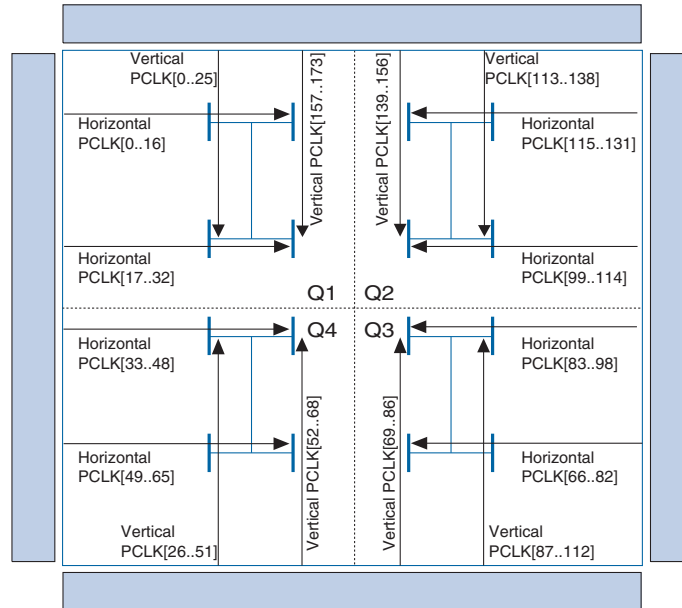 Vertical
PCLK[0..25]
Vertical PCLK[157..173]
Vertical PCLK[139..156]
Vertical
PCLK[113..138]
Horizontal
PCLK[0..16]
Horizontal
PCLK[115..131]
Horizontal
PCLK[17..32]
Horizontal
PCLK[99..114]
Q1
Q2
Q4
Q3
Horizontal
PCLK[33..48]
Horizontal
PCLK[83..98]
Vertical PCLK[52..68]
Vertical PCLK[69..86]
Horizontal
PCLK[49..65]
Horizontal
PCLK[66..82]
Vertical
PCLK[26..51]
Vertical
PCLK[87..112]